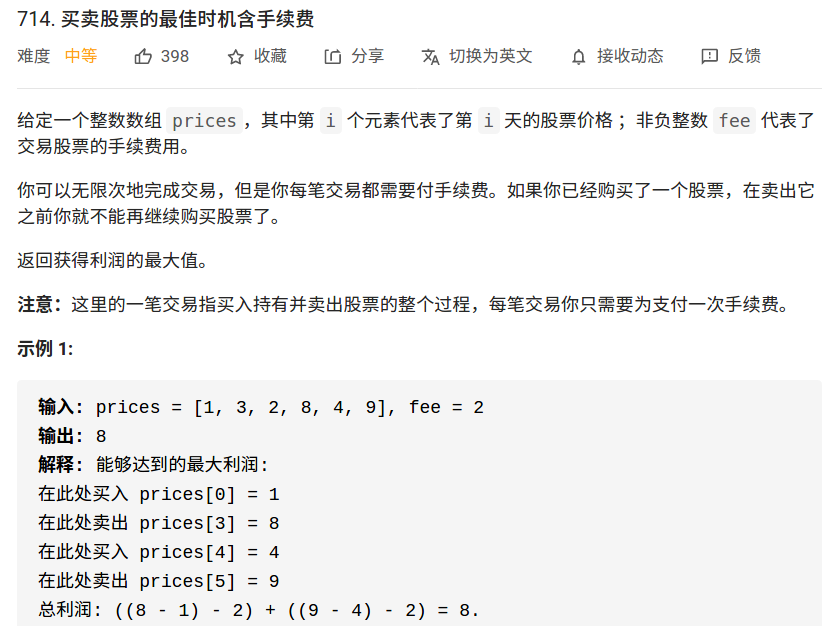 714. 买卖股票的最佳时机含手续费
难度 中等 398 收藏 分享 切换为英文 接收动态 反馈
给定一个整数数组 prices，其中第 i 个元素代表了第 i 天的股票价格 ；非负整数 fee 代表了
交易股票的手续费用。
你可以无限次地完成交易，但是你每笔交易都需要付手续费。如果你已经购买了一个股票，在卖出它
之前你就不能再继续购买股票了。
返回获得利润的最大值。
注意：这里的一笔交易指买入持有并卖出股票的整个过程，每笔交易你只需要为支付一次手续费。
示例 1:
输入: prices = [1, 3, 2, 8, 4, 9], fee = 2
输出: 8
解释: 能够达到的最大利润:
在此处买入 prices[0] = 1
在此处卖出 prices[3] = 8
在此处买入 prices[4] = 4
在此处卖出 prices[5] = 9
总利润: ((8 - 1) - 2) + ((9 - 4) - 2) = 8.